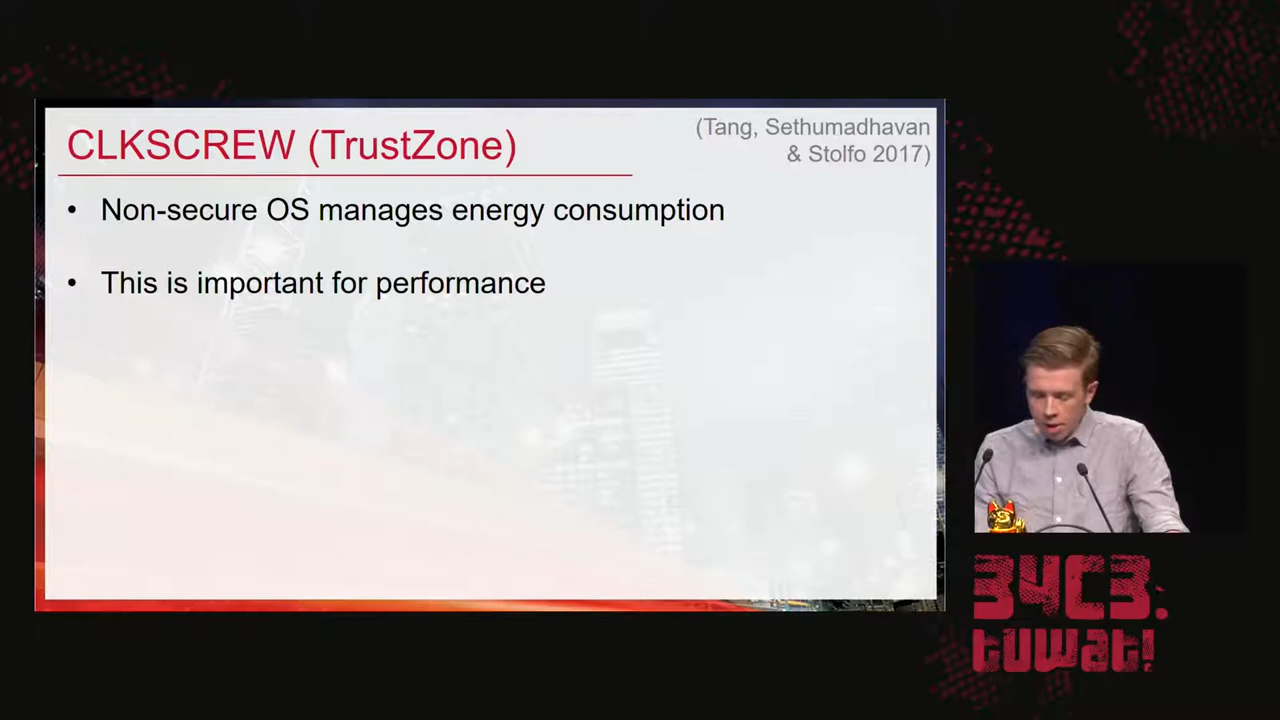 CLKSCREW (TrustZone)
(Tang, Sethumadhavan
& Stolfo 2017)
• Non-secure OS manages energy consumption
• This is important for performance
34C3:
tuwat!